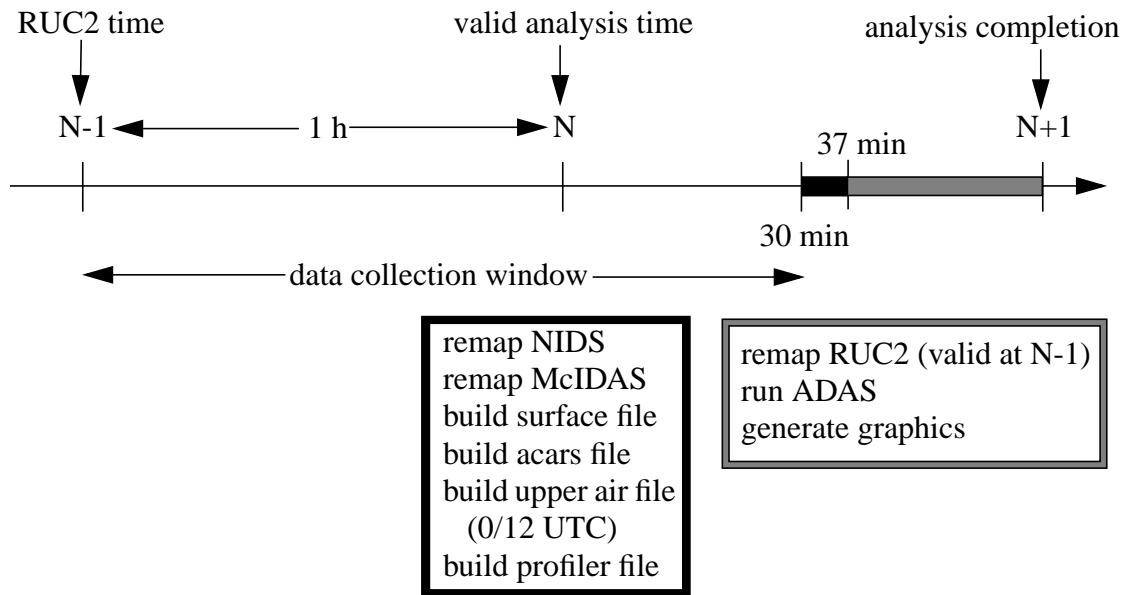 RUC2 time
valid analysis time
analysis completion
N-1
1 h
N
N+1
37 min
30 min
data collection window
remap NIDS
remap McIDAS
build surface file
build acars file
build upper air file
(0/12 UTC)
build profiler file
remap RUC2 (valid at N-1)
run ADAS
generate graphics